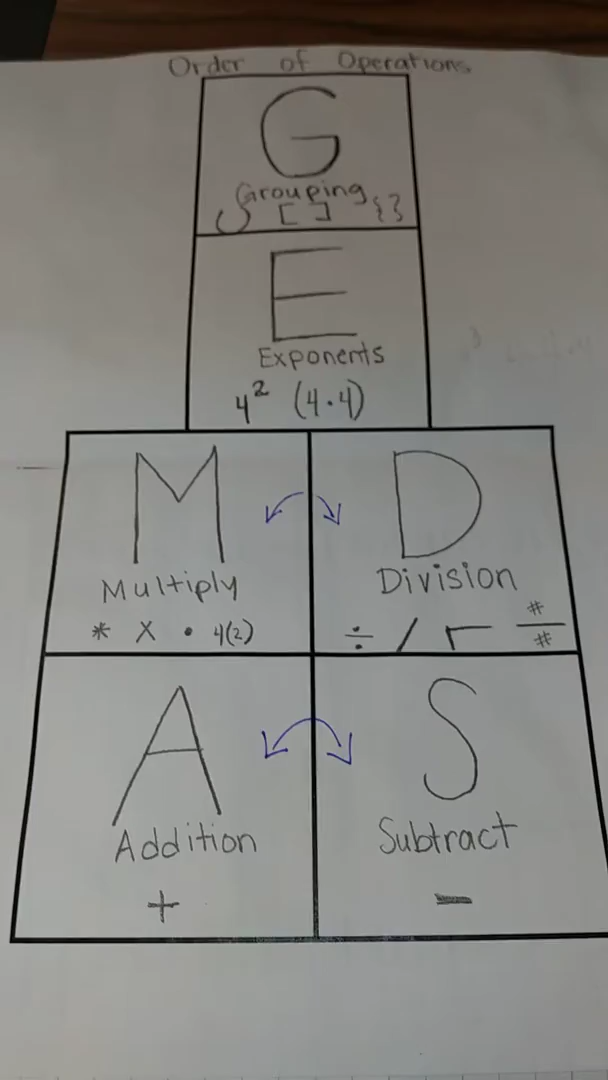 Order of Operations
G
Grouping
[ ] { }
E
Exponents
4² (4·4)
M
Multiply
* X • 4(2)
D
Division
÷ / #/#
A
Addition
+
S
Subtract
−